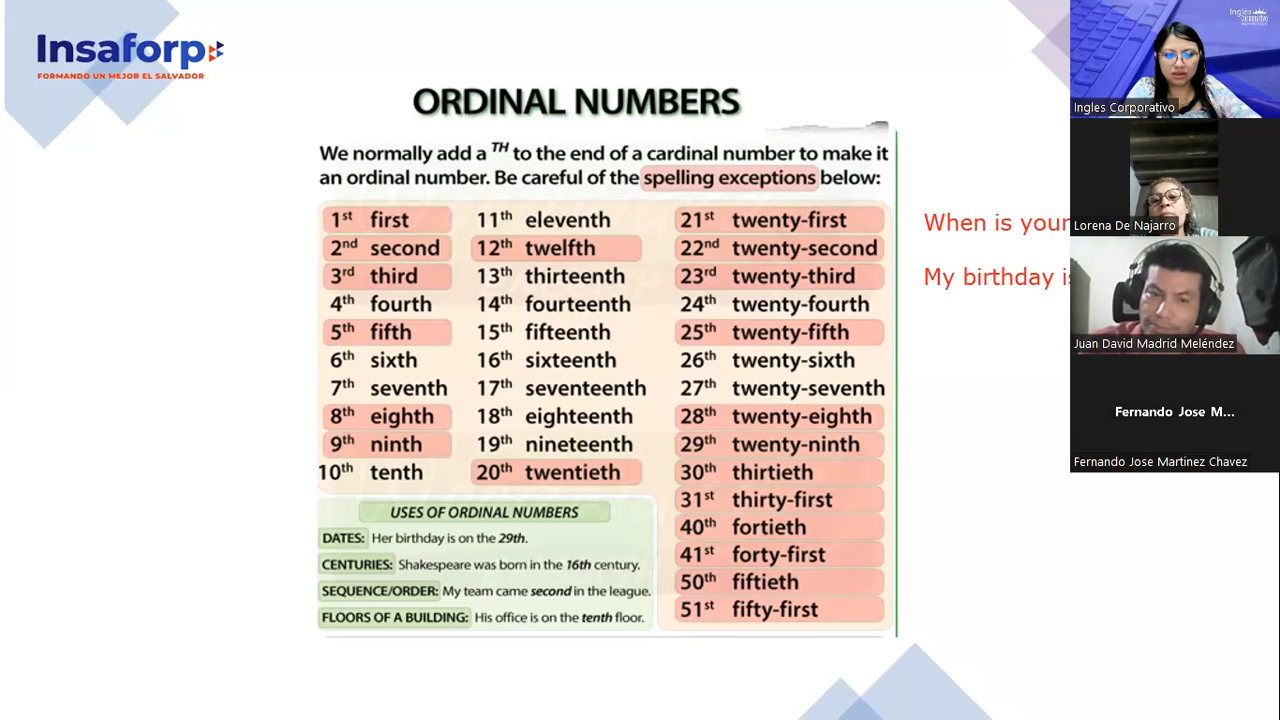 Insaforp
FORMANDO UN MEJOR EL SALVADOR
ORDINAL NUMBERS
We normally add a TH to the end of a cardinal number to make it
an ordinal number. Be careful of the spelling exceptions below:
1st first
2nd second
3rd third
4th fourth
5th fifth
6th sixth
7th seventh
8th eighth
9th ninth
10th tenth
11th eleventh
12th twelfth
13th thirteenth
14th fourteenth
15th fifteenth
16th sixteenth
17th seventeenth
18th eighteenth
19th nineteenth
20th twentieth
21st twenty-first
22nd twenty-second
23rd twenty-third
24th twenty-fourth
25th twenty-fifth
26th twenty-sixth
27th twenty-seventh
28th twenty-eighth
29th twenty-ninth
30th thirtieth
31st thirty-first
40th fortieth
41st forty-first
50th fiftieth
51st fifty-first
USES OF ORDINAL NUMBERS
DATES: Her birthday is on the 29th.
CENTURIES: Shakespeare was born in the 16th century.
SEQUENCE/ORDER: My team came second in the league.
FLOORS OF A BUILDING: His office is on the tenth floor.
When is your
My birthday is
Ingles Corporativo
Lorena De Najarro
Juan David Madrid Meléndez
Fernando Jose M...
Fernando Jose Martinez Chavez